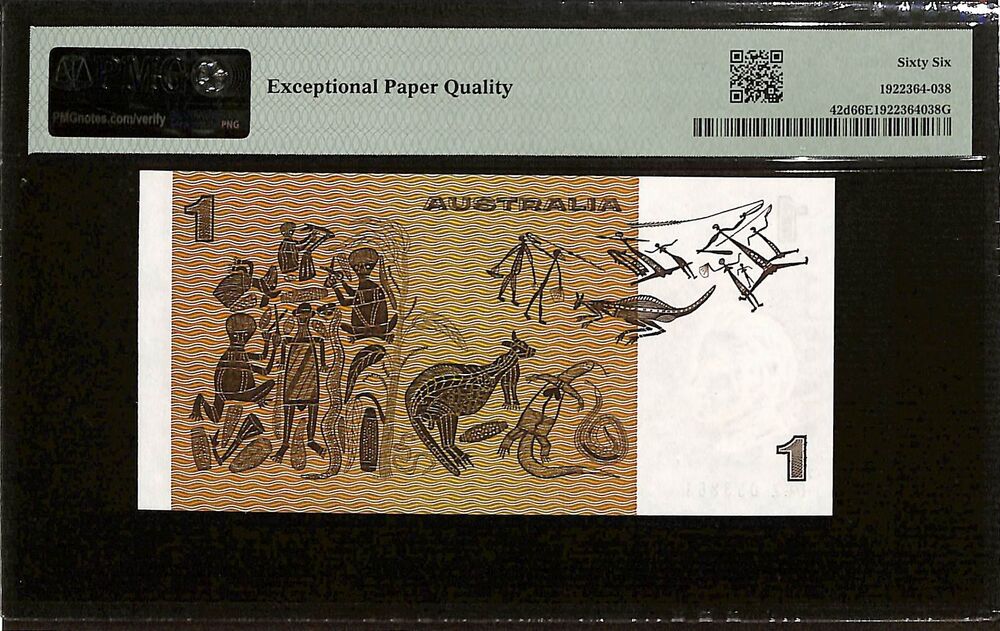 PMG
PMGnotes.com/verify
PNG
Exceptional Paper Quality
Sixty Six
1922364-038
42d66E1922364038G
1
AUSTRALIA
1